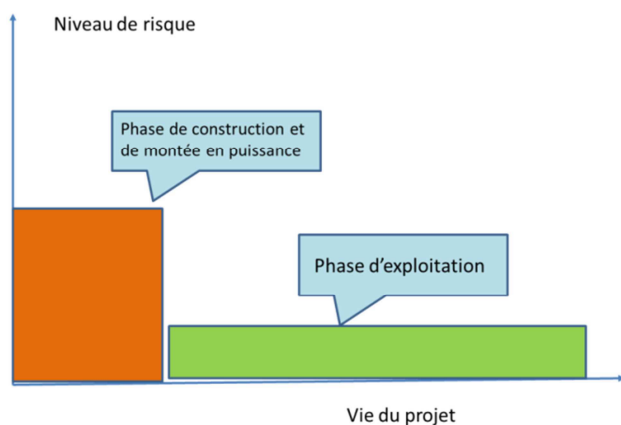 Niveau de risque
Phase de construction et
de montée en puissance
Phase d'exploitation
Vie du projet